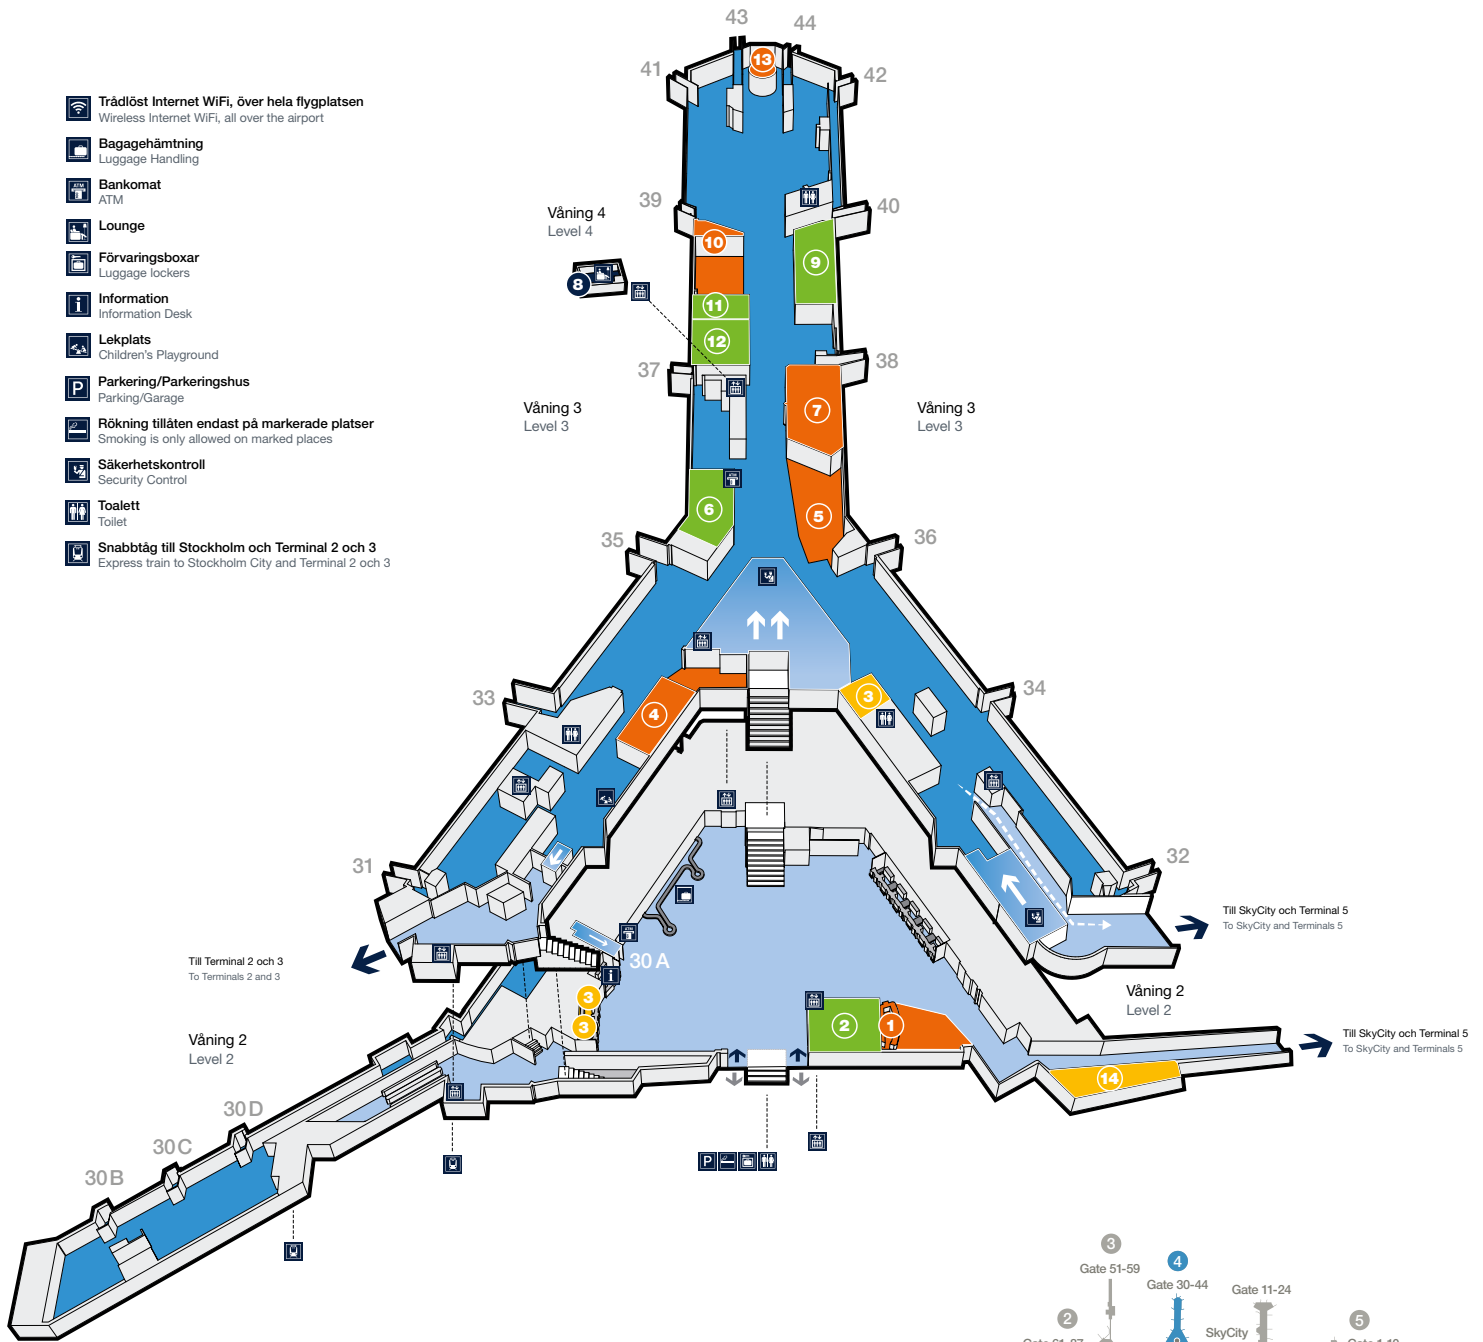 43
44
41
42
13
Trådlöst Internet WiFi, över hela flygplatsen
Wireless Internet WiFi, all over the airport
Bagagehämtning
Luggage Handling
ATM
Bankomat
ATM
Lounge
Förvaringsboxar
Luggage lockers
i
Information
Information Desk
Lekplats
Children's Playground
P
Parkering/Parkeringshus
Parking/Garage
Rökning tillåten endast på markerade platser
Smoking is only allowed on marked places
Säkerhetskontroll
Security Control
Toalett
Toilet
Snabbtåg till Stockholm och Terminal 2 och 3
Express train to Stockholm City and Terminal 2 och 3
39
40
Våning 4
Level 4
10
9
8
11
12
37
38
Våning 3
Level 3
7
Våning 3
Level 3
ATM
6
5
35
36
33
34
3
4
31
32
Till SkyCity och Terminal 5
To SkyCity and Terminals 5
ATM
30 A
i
Till Terminal 2 och 3
To Terminals 2 and 3
3
3
Våning 2
Level 2
2
1
Våning 2
Level 2
Till SkyCity och Terminal 5
To SkyCity and Terminals 5
14
30 D
30 C
30 B
P
3
Gate 51-59
4
Gate 30-44
Gate 11-24
2
SkyCity
5